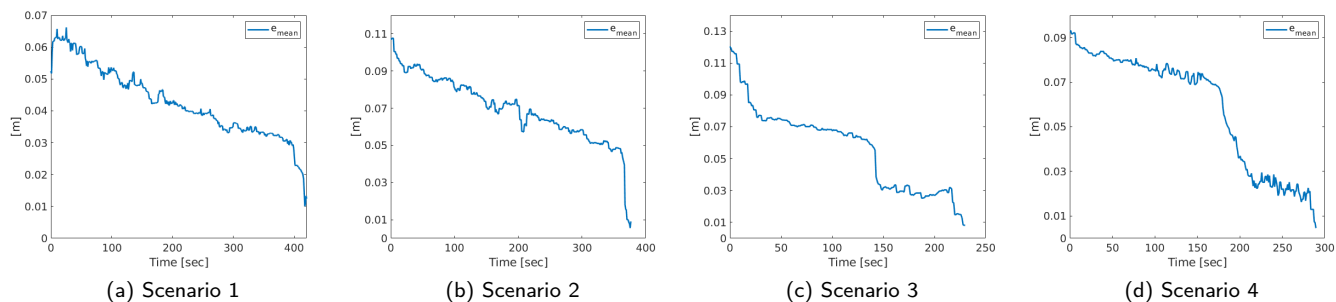 0.07
0.06
0.05
0.04
0.03
0.02
0.01
0
[m]
0 100 200 300 400
Time [sec]
e_mean
(a) Scenario 1
0.11
0.09
0.07
0.05
0.03
0.01
0
[m]
0 100 200 300 400
Time [sec]
e_mean
(b) Scenario 2
0.13
0.11
0.09
0.07
0.05
0.03
0.01
0
[m]
0 50 100 150 200 250
Time [sec]
e_mean
(c) Scenario 3
0.09
0.07
0.05
0.03
0.01
0
[m]
0 50 100 150 200 250 300
Time [sec]
e_mean
(d) Scenario 4